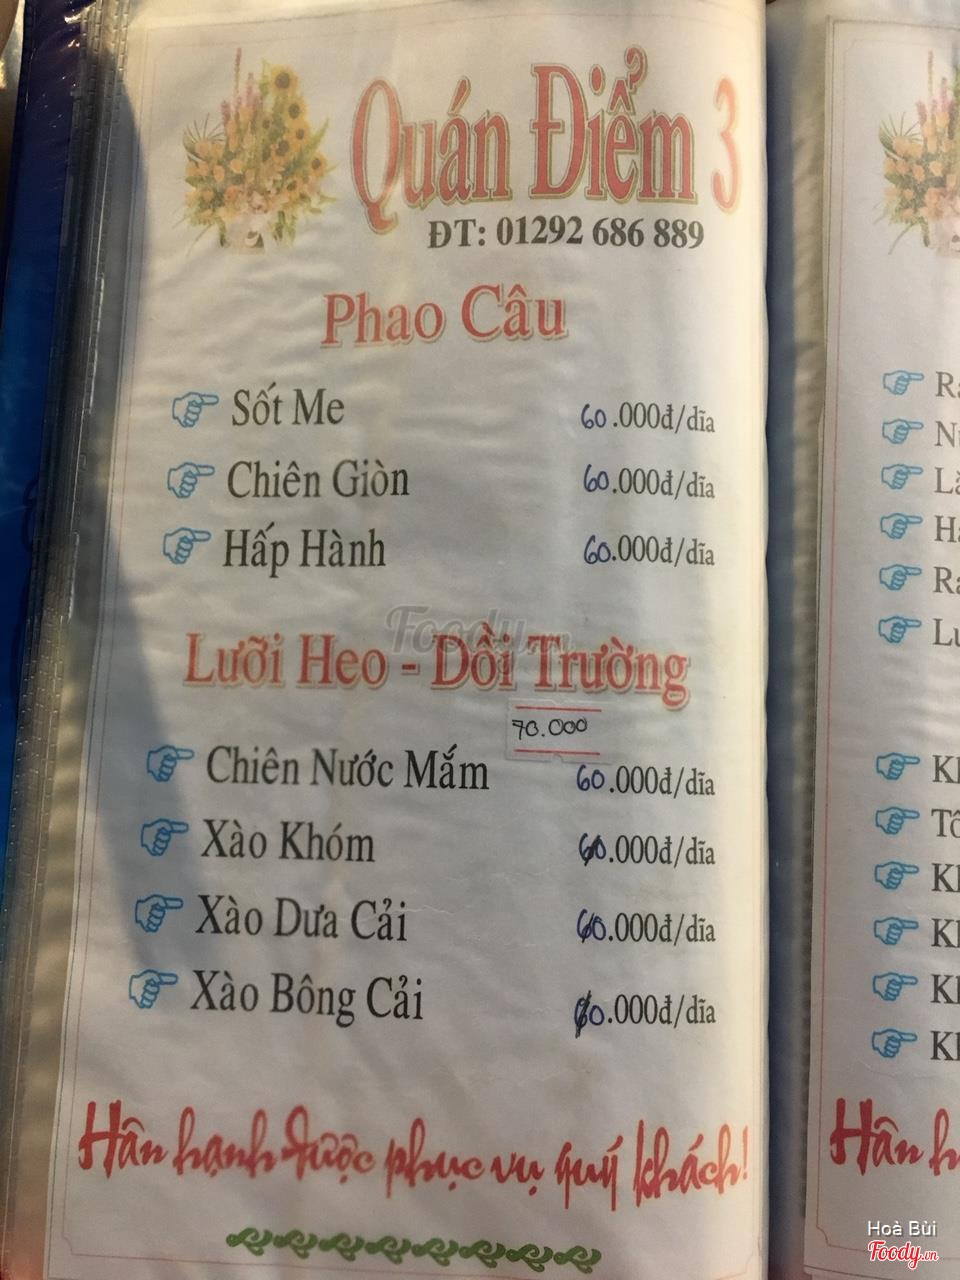 Quán Điểm 3
ĐT: 01292 686 889
Phao Câu
Sốt Me 60.000đ/dĩa
Chiên Giòn 60.000đ/dĩa
Hấp Hành 60.000đ/dĩa
Foody.vn
Lưỡi Heo - Dồi Trường
70.000
Chiên Nước Mắm 60.000đ/dĩa
Xào Khóm 60.000đ/dĩa
Xào Dưa Cải 60.000đ/dĩa
Xào Bông Cải 60.000đ/dĩa
Hân hạnh được phục vụ quý khách!
Hoà Bùi
Foody.vn